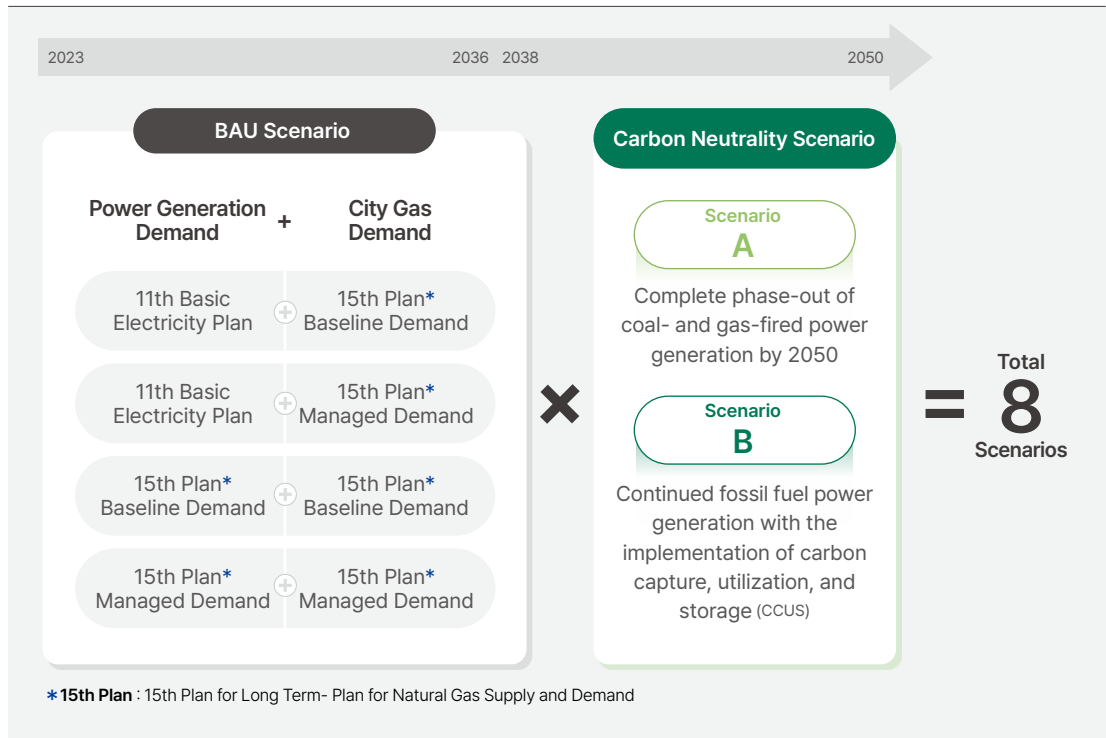 2023 2036 2038 2050
BAU Scenario
Power Generation
Demand
+
City Gas
Demand
11th Basic
Electricity Plan
+
15th Plan*
Baseline Demand
11th Basic
Electricity Plan
+
15th Plan*
Managed Demand
15th Plan*
Baseline Demand
+
15th Plan*
Baseline Demand
15th Plan*
Managed Demand
+
15th Plan*
Managed Demand
×
Carbon Neutrality Scenario
Scenario
A
Complete phase-out of
coal- and gas-fired power
generation by 2050
Scenario
B
Continued fossil fuel power
generation with the
implementation of carbon
capture, utilization, and
storage (CCUS)
=
Total
8
Scenarios
*15th Plan : 15th Plan for Long Term- Plan for Natural Gas Supply and Demand